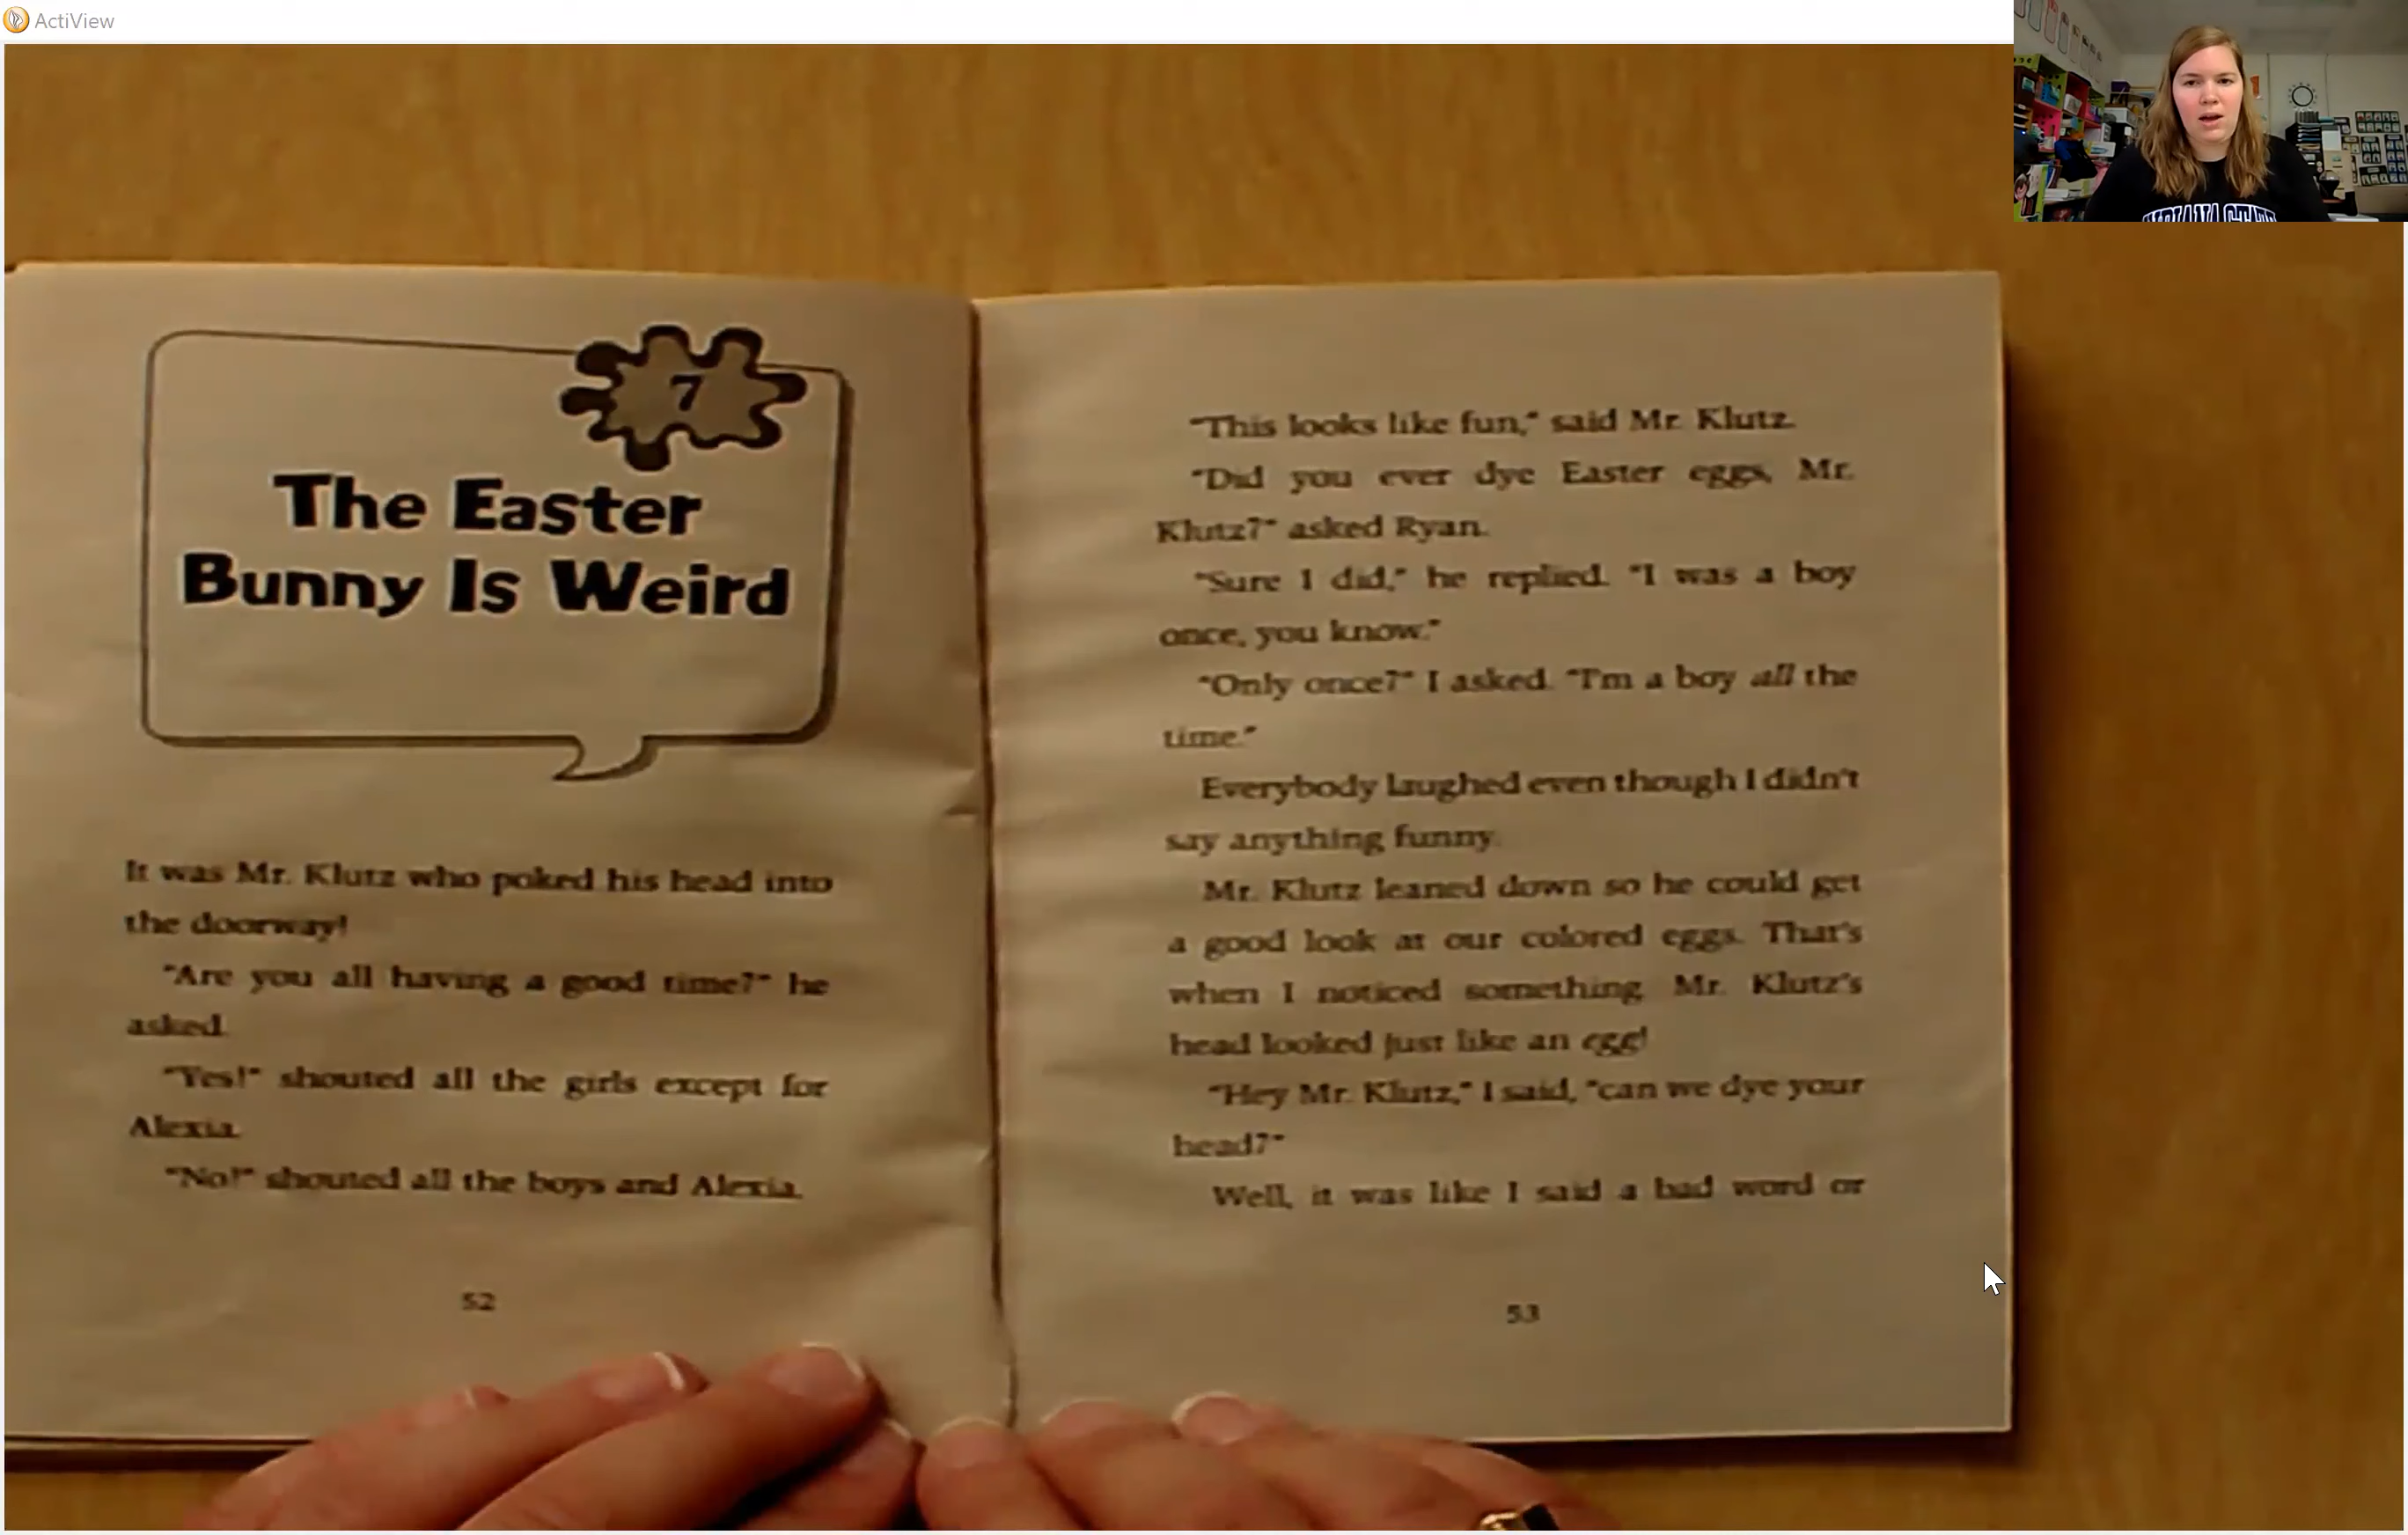 ActiView
7
The Easter
Bunny Is Weird
It was Mr. Klutz who poked his head into
the doorway!
"Are you all having a good time?" he
asked.
"Yes!" shouted all the girls except for
Alexia.
"No!" shouted all the boys and Alexia.
52
"This looks like fun," said Mr. Klutz.
"Did you ever dye Easter eggs, Mr.
Klutz?" asked Ryan.
"Sure I did," he replied. "I was a boy
once, you know."
"Only once?" I asked. "I'm a boy all the
time."
Everybody laughed even though I didn't
say anything funny.
Mr. Klutz leaned down so he could get
a good look at our colored eggs. That's
when I noticed something. Mr. Klutz's
head looked just like an egg!
"Hey Mr. Klutz," I said, "can we dye your
head?"
Well, it was like I said a bad word or
53
INDIANA STATE